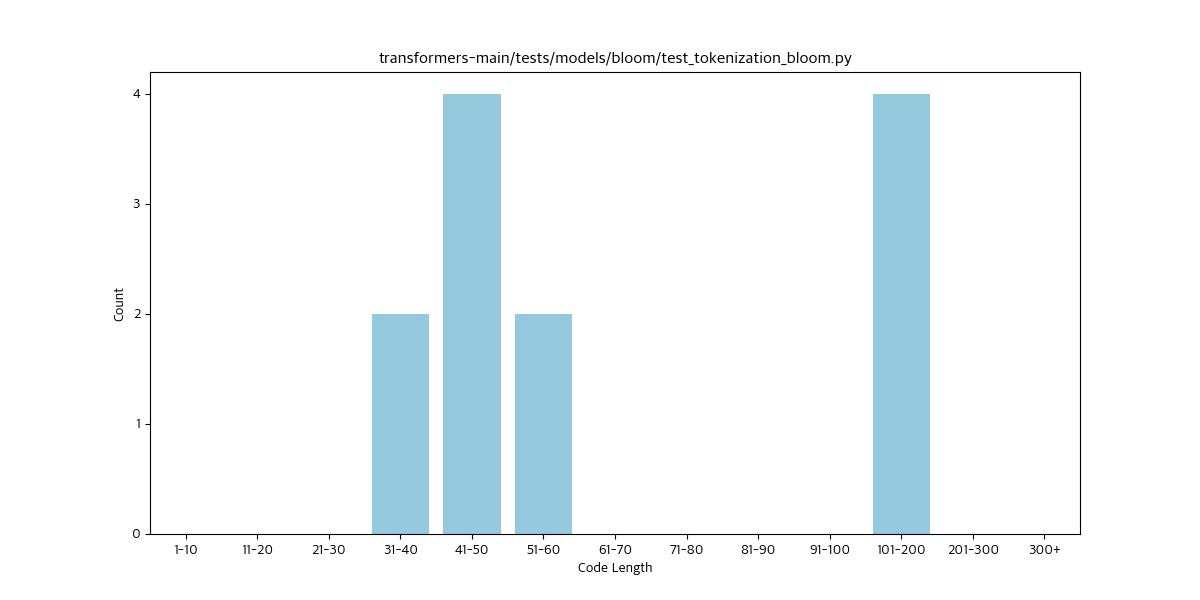 transformers-main/tests/models/bloom/test_tokenization_bloom.py
4
3
2
1
0
Count
1-10 11-20 21-30 31-40 41-50 51-60 61-70 71-80 81-90 91-100 101-200 201-300 300+
Code Length